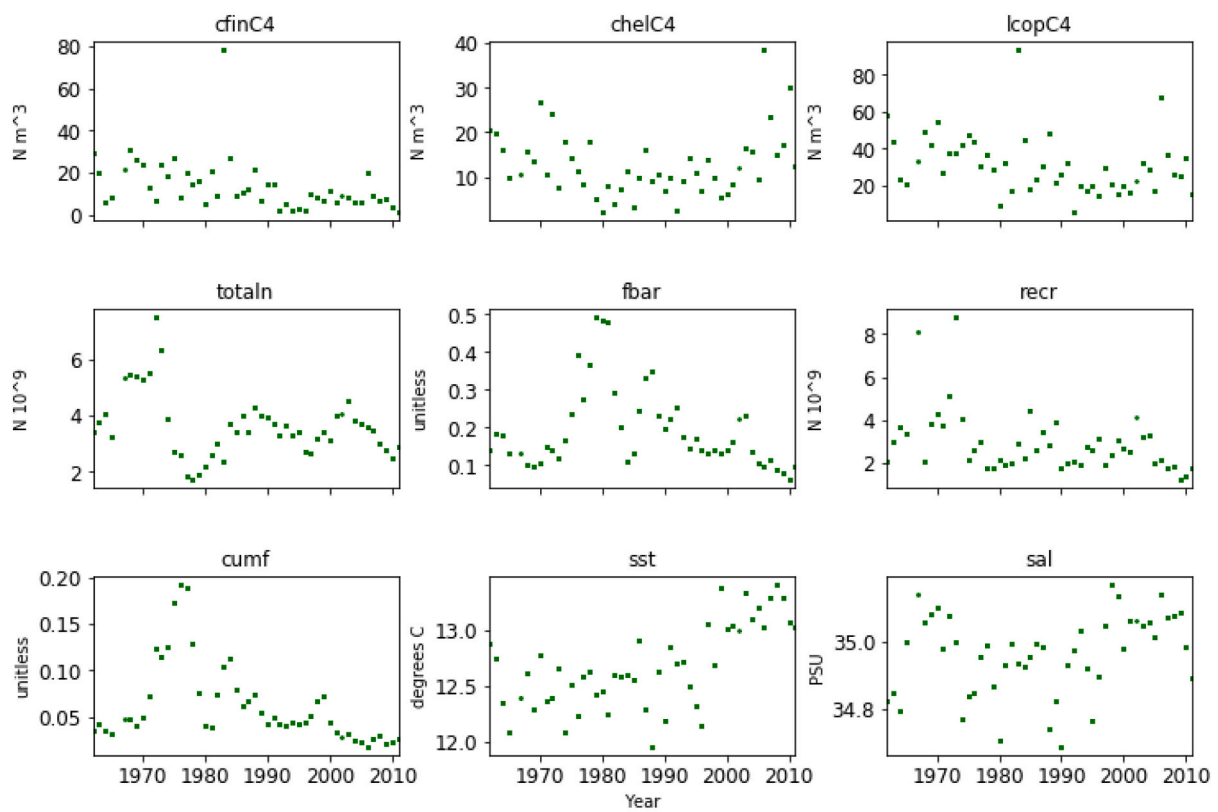 cfinC4 chelC4 lcopC4
80
60
40
20
0
N m^3
40
30
20
10
N m^3
80
60
40
20
N m^3
totaln fbar recr
6
4
2
N 10^9
0.5
0.4
0.3
0.2
0.1
unitless
8
6
4
2
N 10^9
cumf sst sal
0.20
0.15
0.10
0.05
unitless
13.0
12.5
12.0
degrees C
35.0
34.8
PSU
1970 1980 1990 2000 2010
1970 1980 1990 2000 2010
1970 1980 1990 2000 2010
Year